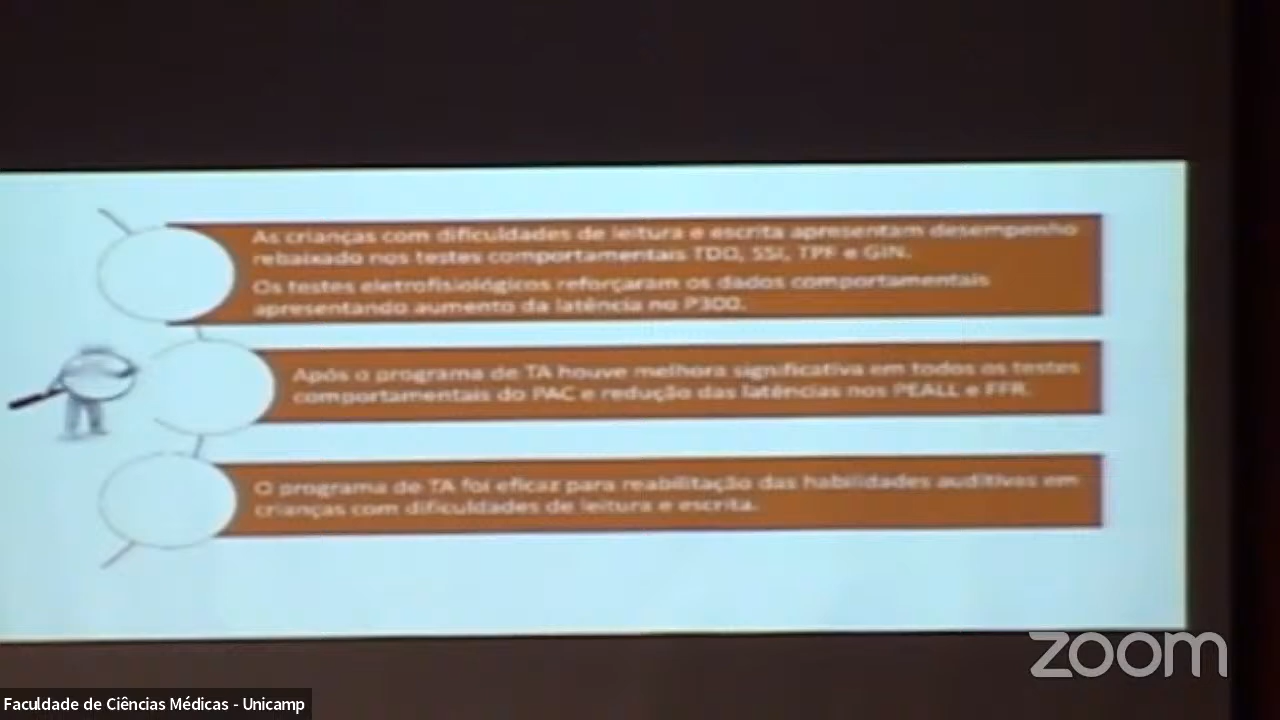 As crianças com dificuldades de leitura e escrita apresentam desempenho
rebaixado nos testes comportamentais TDD, SSI, TPF e GIN.
Os testes eletrofisiológicos reforçaram os dados comportamentais
apresentando aumento da latência no P300.
Após o programa de TA houve melhora significativa em todos os testes
comportamentais do PAC e redução das latências nos PEALL e FFR.
O programa de TA foi eficaz para reabilitação das habilidades auditivas em
crianças com dificuldades de leitura e escrita.
zoom
Faculdade de Ciências Médicas - Unicamp